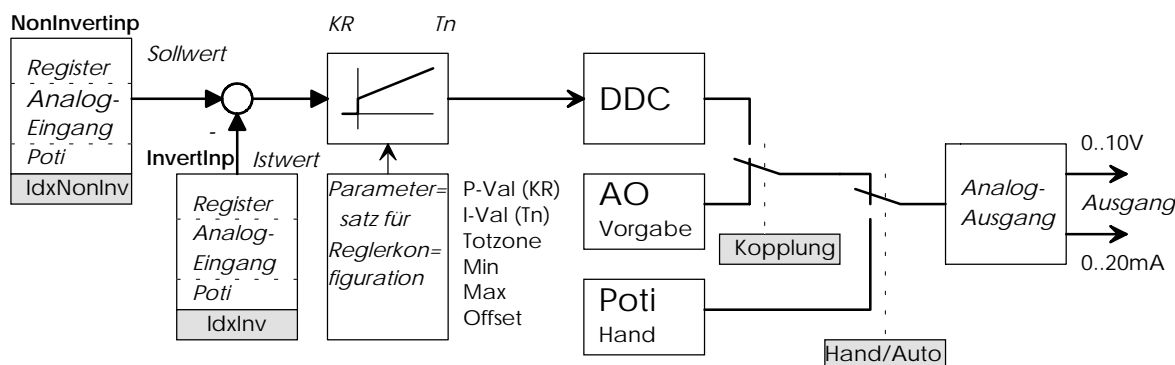 NonInvertinp
Register
Analog-
Eingang
Poti
IdxNonInv
Sollwert
-
InvertInp
Istwert
Register
Analog-
Eingang
Poti
IdxInv
KR
Tn
Parameter=
satz für
Reglerkon=
figuration
P-Val (KR)
I-Val (Tn)
Totzone
Min
Max
Offset
DDC
AO
Vorgabe
Poti
Hand
Kopplung
Hand/Auto
Analog-
Ausgang
0..10V
Ausgang
0..20mA